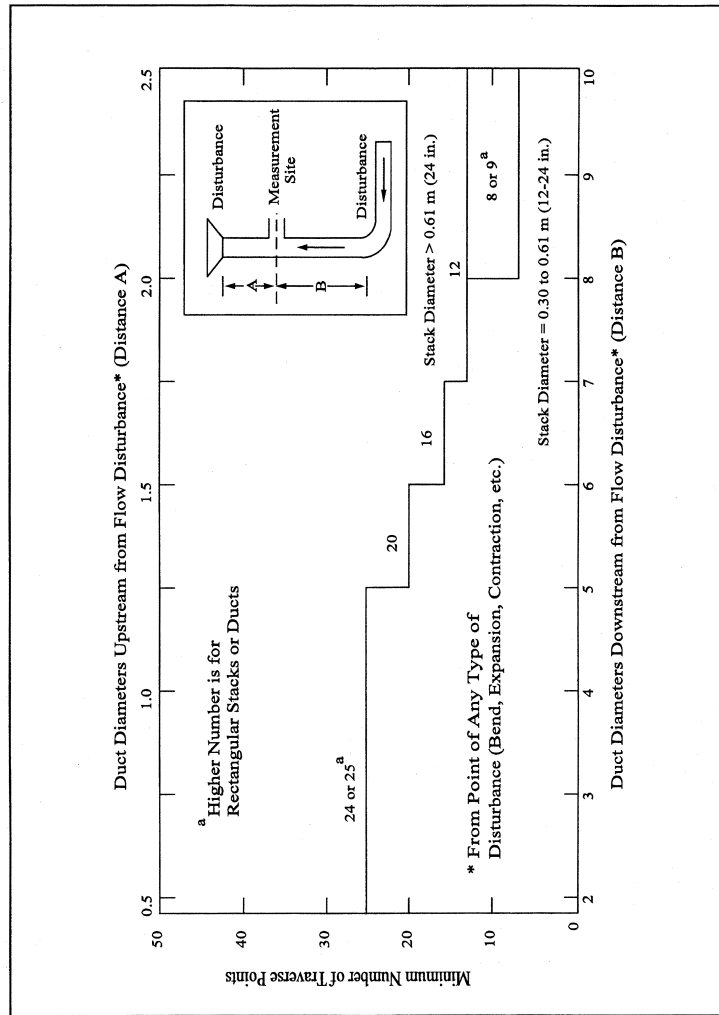 Duct Diameters Upstream from Flow Disturbance* (Distance A)
0.5
1.0
1.5
2.0
2.5
50
40
30
20
10
0
Minimum Number of Traverse Points
a Higher Number is for
Rectangular Stacks or Ducts
Disturbance
Measurement
Site
Disturbance
A
B
24 or 25 a
20
16
Stack Diameter > 0.61 m (24 in.)
12
8 or 9 a
* From Point of Any Type of
Disturbance (Bend, Expansion, Contraction, etc.)
Stack Diameter = 0.30 to 0.61 m (12-24 in.)
2
3
4
5
6
7
8
9
10
Duct Diameters Downstream from Flow Disturbance* (Distance B)